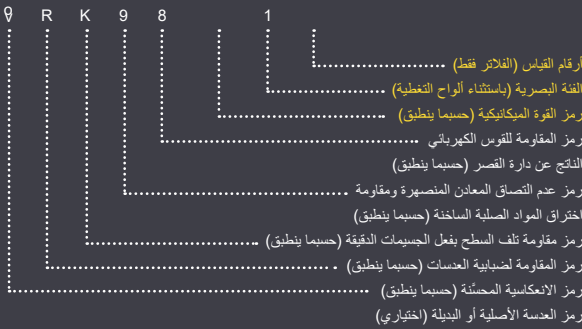 R K 9 8 1
أرقام القياس (الفلاتر فقط)
الفئة البصرية (باستثناء ألواح التغطية)
رمز القوة الميكانيكية (حسبما ينطبق)
رمز المقاومة للقوس الكهربائي
الناتج عن دارة القصر (حسبما ينطبق)
رمز عدم التصاق المعادن المنصهرة ومقاومة
اختراق المواد الصلبة الساخنة (حسبما ينطبق)
رمز مقاومة تلف السطح بفعل الجسيمات الدقيقة (حسبما ينطبق)
رمز المقاومة لضبابية العدسات (حسبما ينطبق)
رمز الانعكاسية المحسَّنة (حسبما ينطبق)
رمز العدسة الأصلية أو البديلة (اختياري)